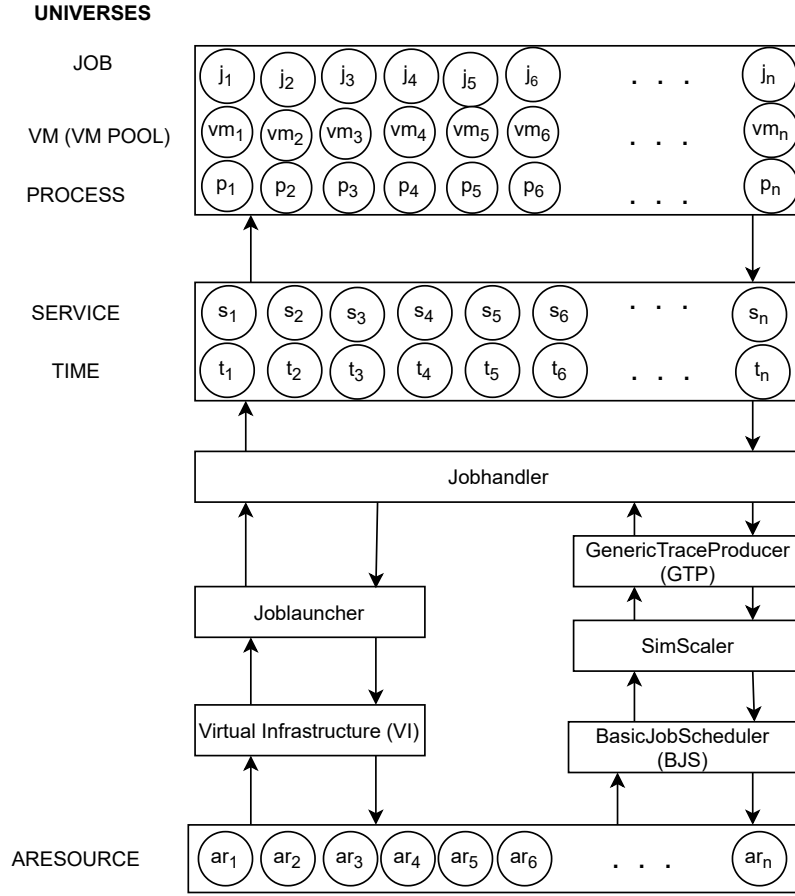 UNIVERSES
JOB j1 j2 j3 j4 j5 j6 . . . jn
VM (VM POOL) vm1 vm2 vm3 vm4 vm5 vm6 . . . vmn
PROCESS p1 p2 p3 p4 p5 p6 . . . pn
SERVICE s1 s2 s3 s4 s5 s6 . . . sn
TIME t1 t2 t3 t4 t5 t6 . . . tn
Jobhandler
GenericTraceProducer
(GTP)
Joblauncher
SimScaler
Virtual Infrastructure (VI)
BasicJobScheduler
(BJS)
ARESOURCE ar1 ar2 ar3 ar4 ar5 ar6 . . . arn